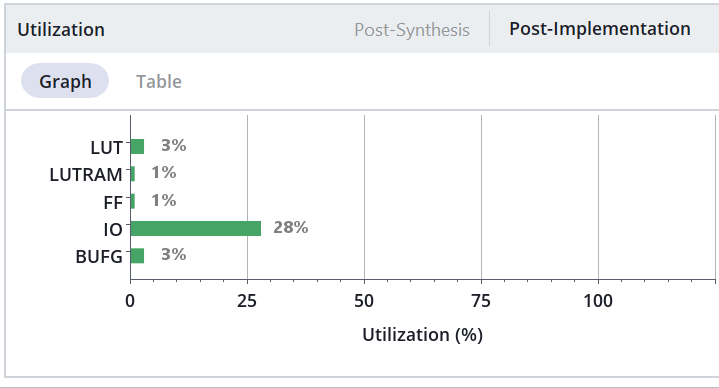 Utilization Post-Synthesis Post-Implementation
Graph Table
LUT 3%
LUTRAM 1%
FF 1%
IO 28%
BUFG 3%
0 25 50 75 100
Utilization (%)